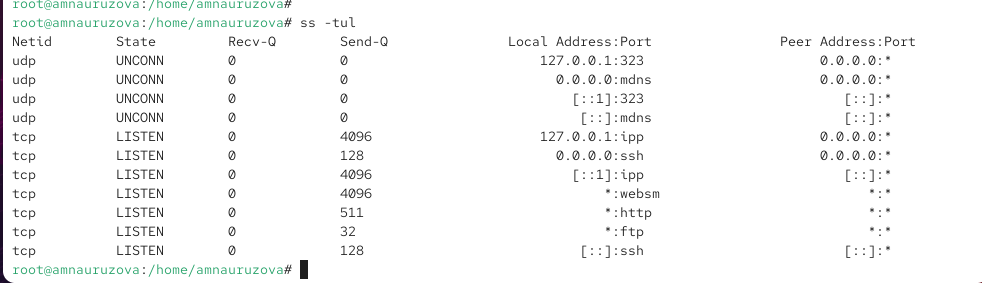 root@amnauruzova:/home/amnauruzova#
root@amnauruzova:/home/amnauruzova# ss -tul
Netid State Recv-Q Send-Q Local Address:Port Peer Address:Port
udp UNCONN 0 0 127.0.0.1:323 0.0.0.0:*
udp UNCONN 0 0 0.0.0.0:mdns 0.0.0.0:*
udp UNCONN 0 0 [::1]:323 [::]:*
udp UNCONN 0 0 [::]:mdns [::]:*
tcp LISTEN 0 4096 127.0.0.1:ipp 0.0.0.0:*
tcp LISTEN 0 128 0.0.0.0:ssh 0.0.0.0:*
tcp LISTEN 0 4096 [::1]:ipp [::]:*
tcp LISTEN 0 4096 *:websm *:*
tcp LISTEN 0 511 *:http *:*
tcp LISTEN 0 32 *:ftp *:*
tcp LISTEN 0 128 [::]:ssh [::]:*
root@amnauruzova:/home/amnauruzova#